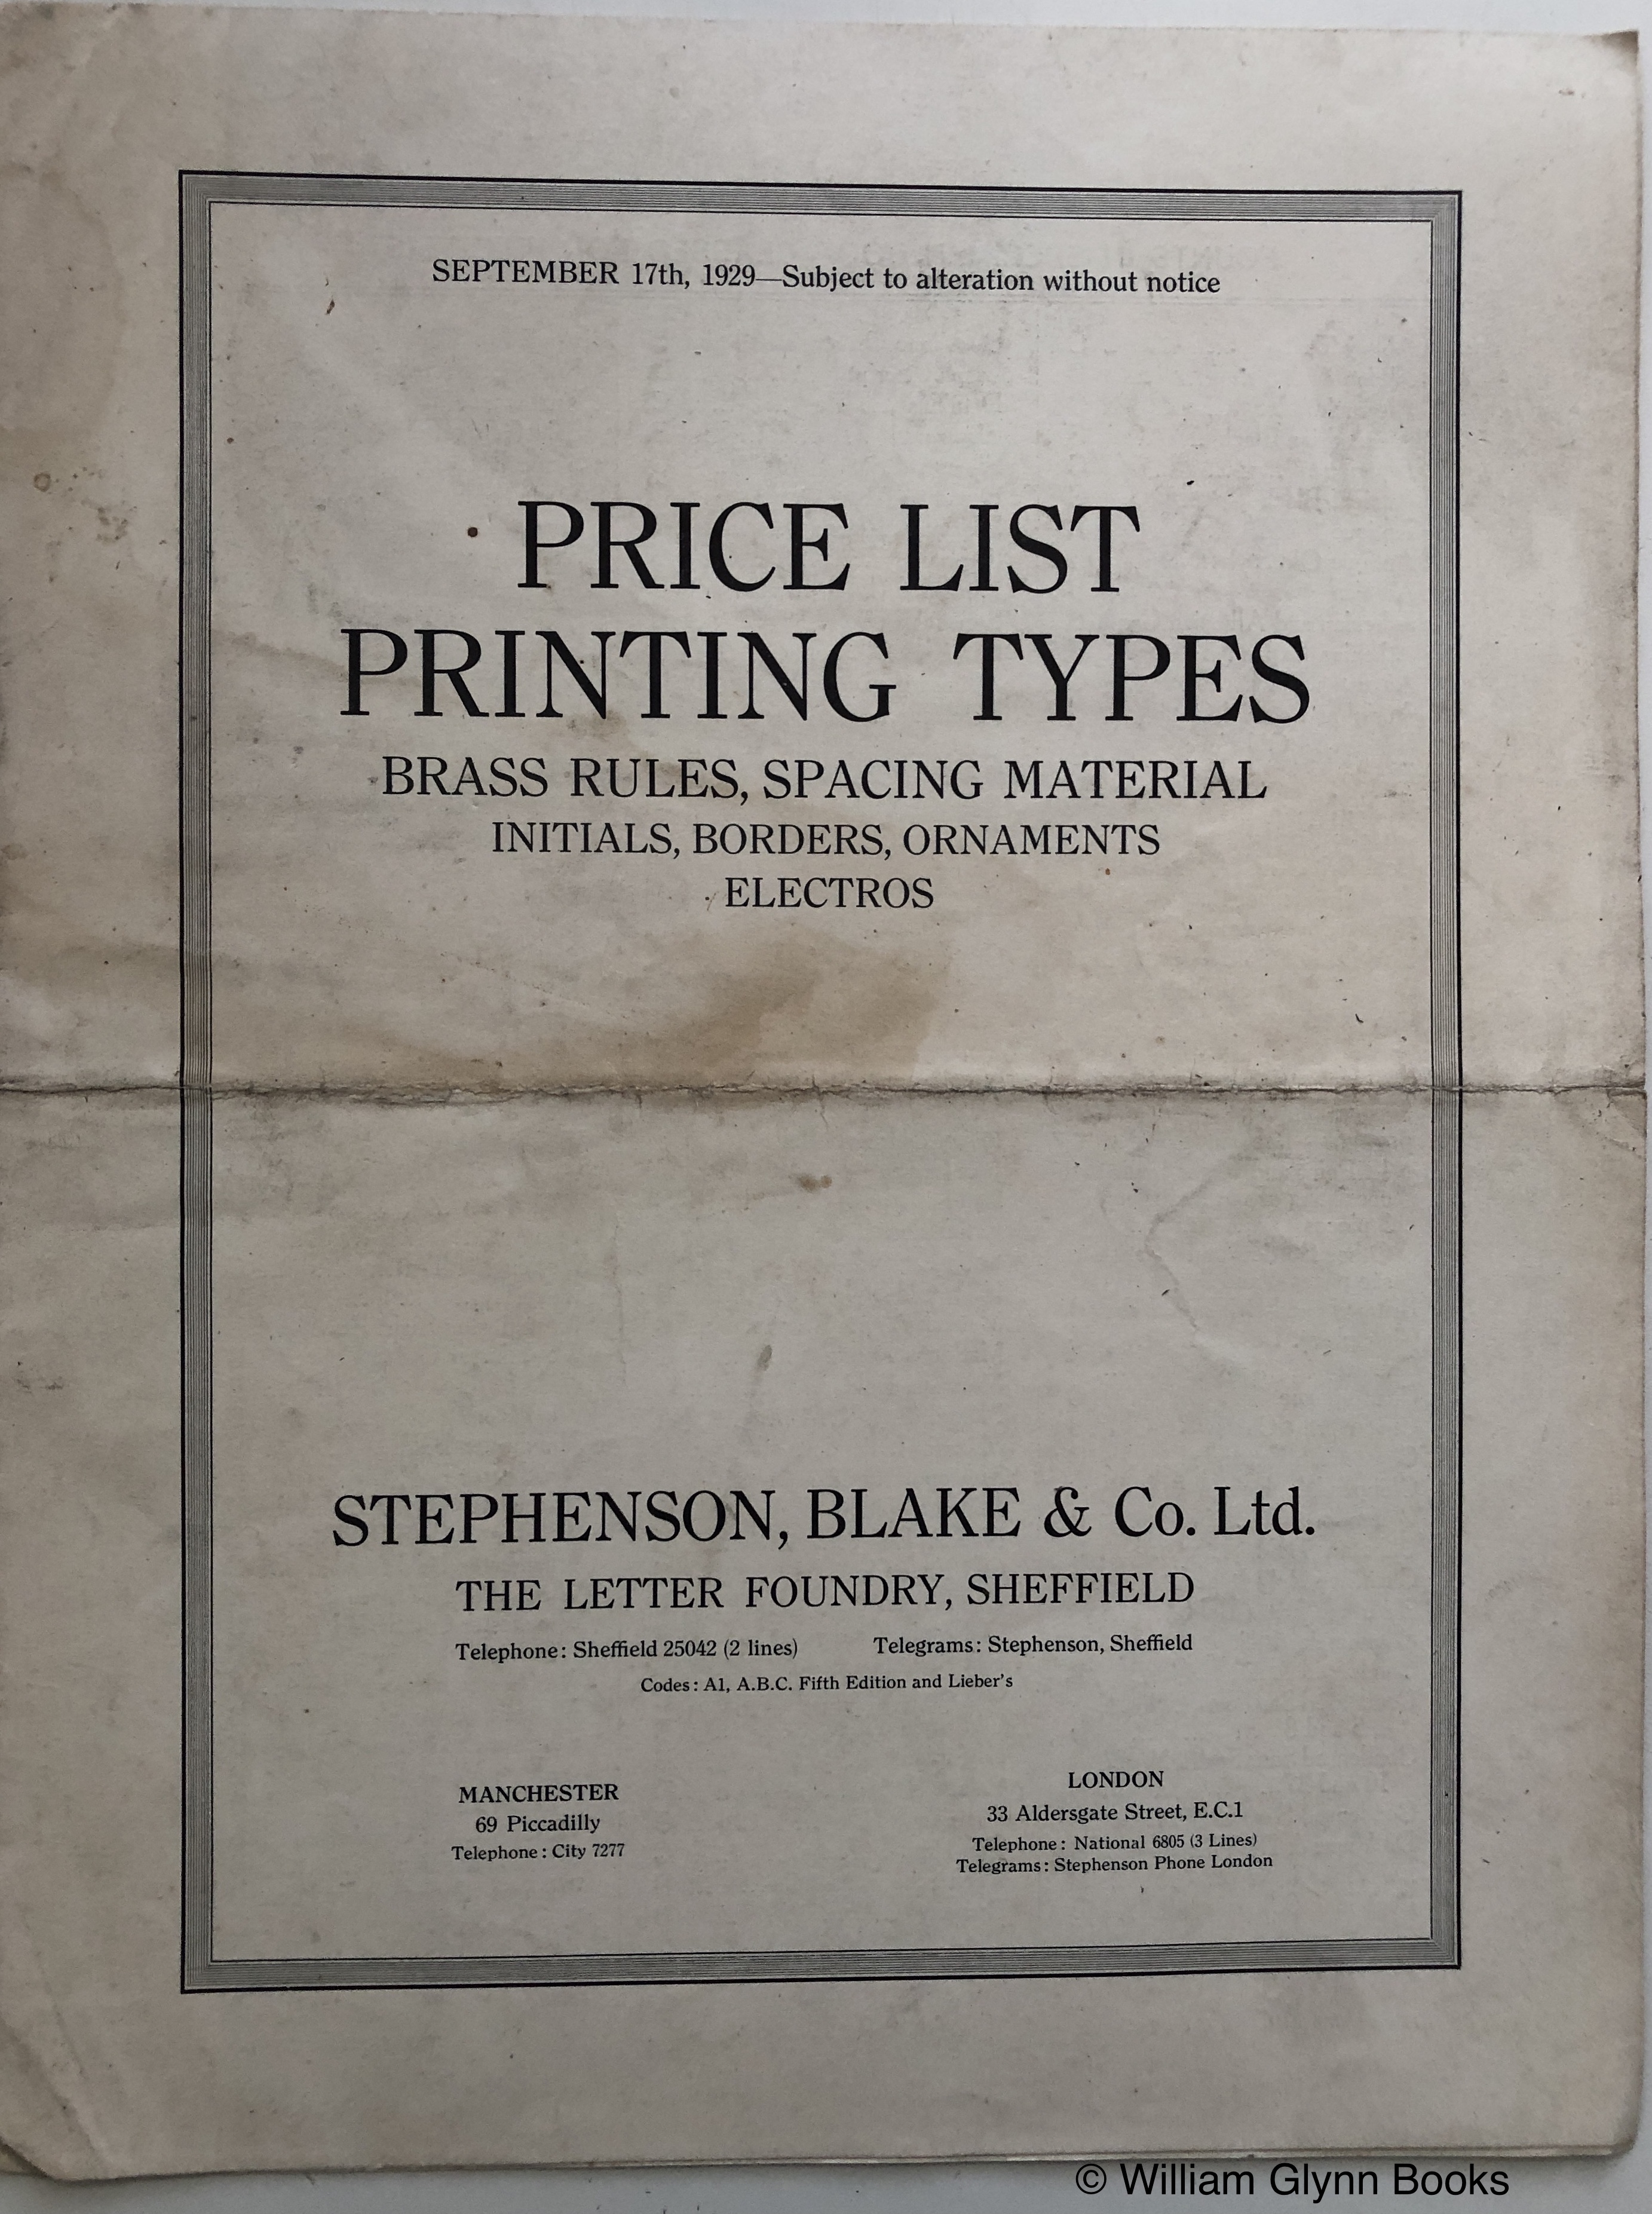 SEPTEMBER 17th, 1929—Subject to alteration without notice
PRICE LIST
PRINTING TYPES
BRASS RULES, SPACING MATERIAL
INITIALS, BORDERS, ORNAMENTS
ELECTROS
STEPHENSON, BLAKE & Co. Ltd.
THE LETTER FOUNDRY, SHEFFIELD
Telephone: Sheffield 25042 (2 lines) Telegrams: Stephenson, Sheffield
Codes: A1, A.B.C. Fifth Edition and Lieber's
MANCHESTER
69 Piccadilly
Telephone: City 7277
LONDON
33 Aldersgate Street, E.C.1
Telephone: National 6805 (3 Lines)
Telegrams: Stephenson Phone London
© William Glynn Books